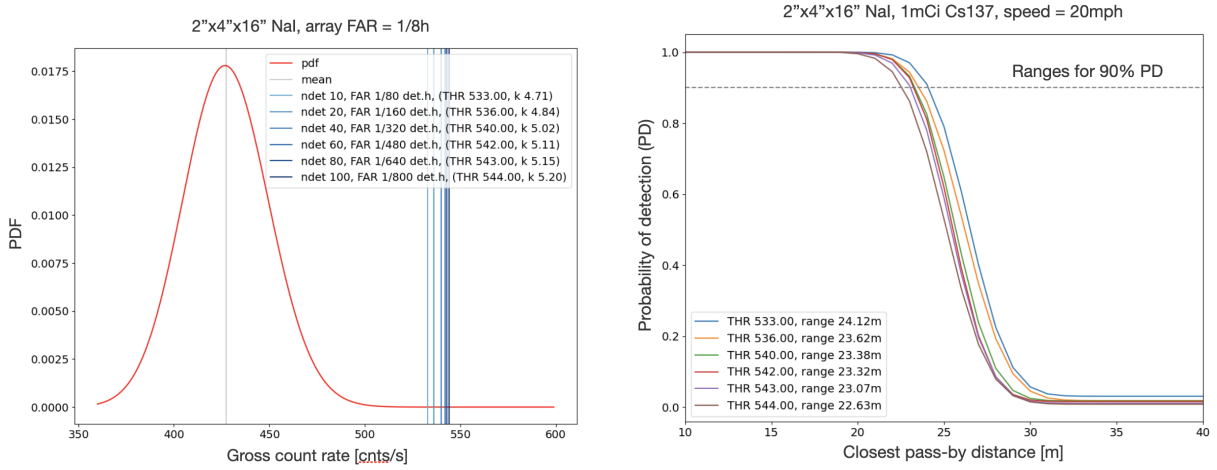 2”x4”x16” NaI, array FAR = 1/8h
0.0175
0.0150
0.0125
0.0100
0.0075
0.0050
0.0025
0.0000
PDF
pdf
mean
ndet 10, FAR 1/80 det.h, (THR 533.00, k 4.71)
ndet 20, FAR 1/160 det.h, (THR 536.00, k 4.84)
ndet 40, FAR 1/320 det.h, (THR 540.00, k 5.02)
ndet 60, FAR 1/480 det.h, (THR 542.00, k 5.11)
ndet 80, FAR 1/640 det.h, (THR 543.00, k 5.15)
ndet 100, FAR 1/800 det.h, (THR 544.00, k 5.20)
350 400 450 500 550 600
Gross count rate [cnts/s]
2”x4”x16” NaI, 1mCi Cs137, speed = 20mph
1.0
0.8
0.6
0.4
0.2
0.0
Probability of detection (PD)
Ranges for 90% PD
THR 533.00, range 24.12m
THR 536.00, range 23.62m
THR 540.00, range 23.38m
THR 542.00, range 23.32m
THR 543.00, range 23.07m
THR 544.00, range 22.63m
10 15 20 25 30 35 40
Closest pass-by distance [m]